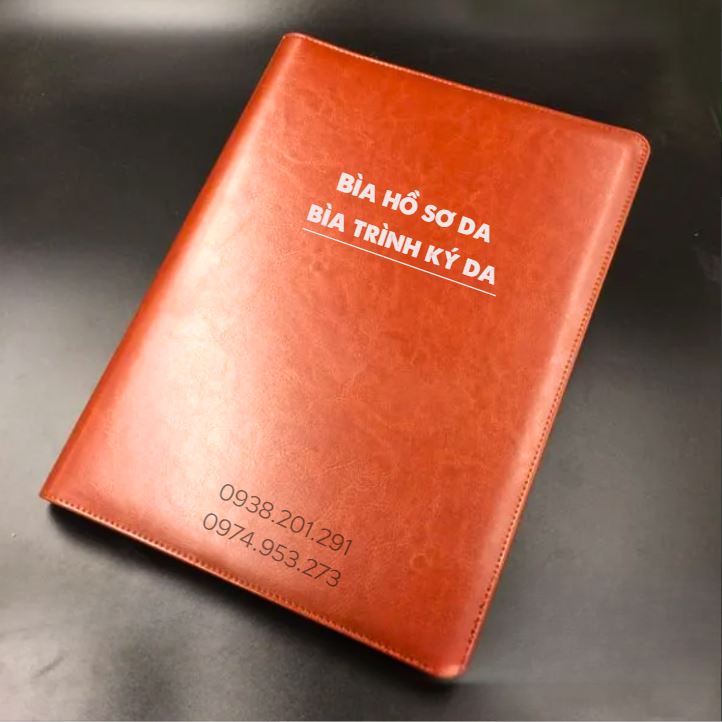 BÌA HỒ SƠ DA
BÌA TRÌNH KÝ DA
0938.201.291
0974.953.273